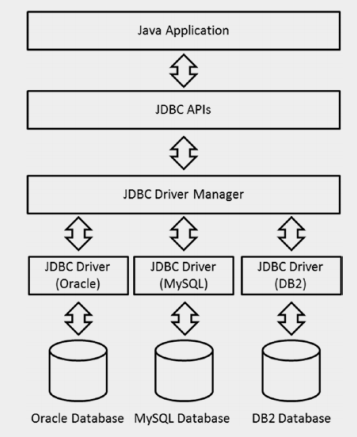 Java Application
JDBC APIs
JDBC Driver Manager
JDBC Driver
(Oracle)
JDBC Driver
(MySQL)
JDBC Driver
(DB2)
Oracle Database
MySQL Database
DB2 Database